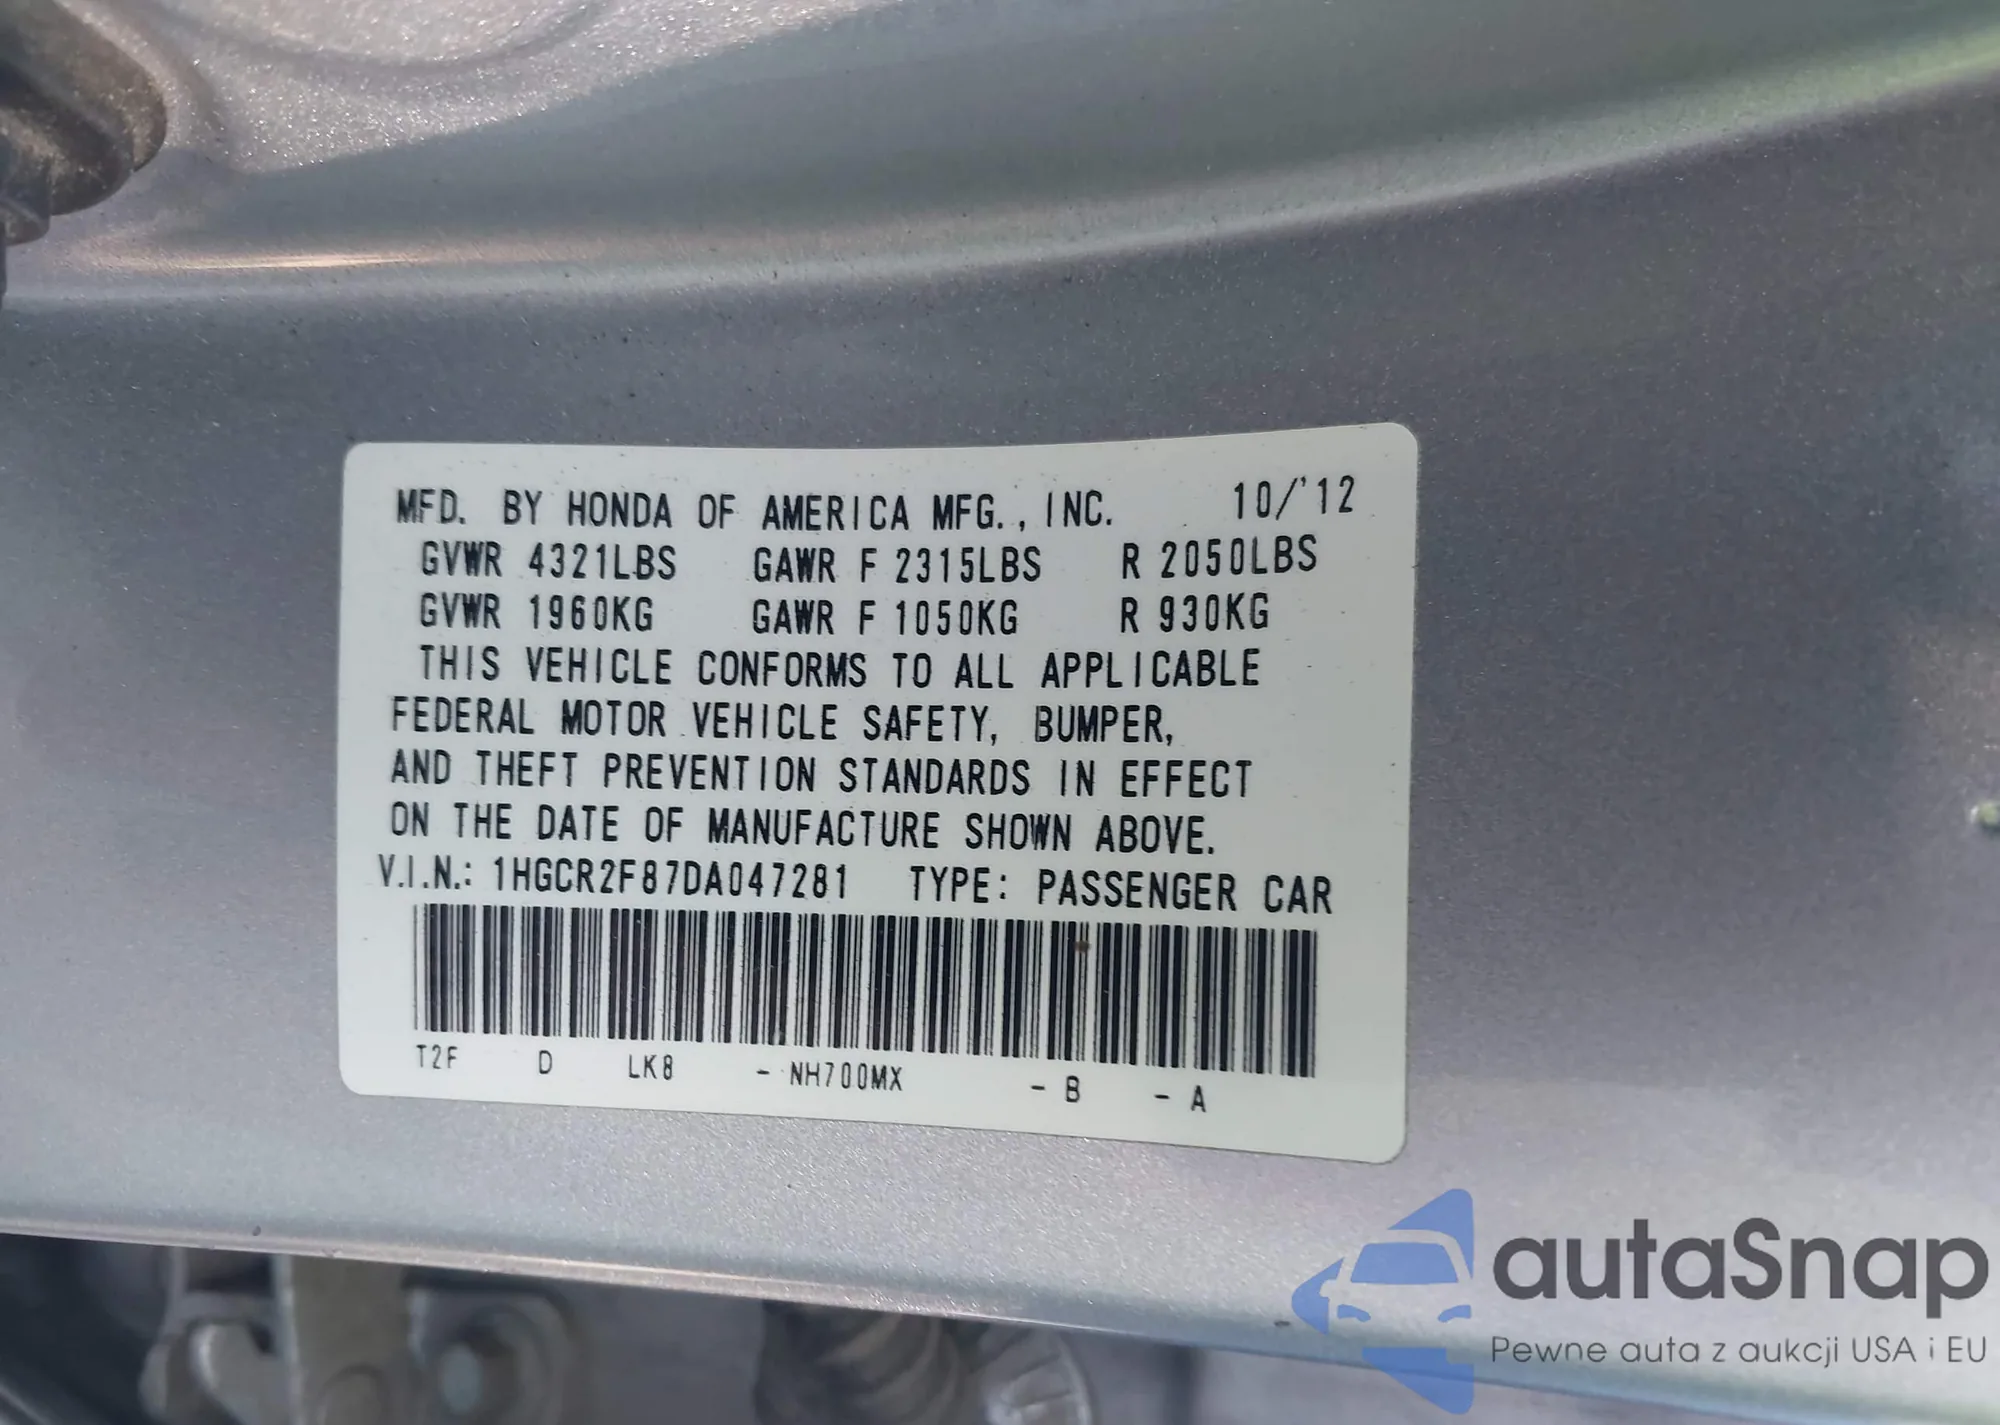 MFD. BY HONDA OF AMERICA MFG., INC. 10/'12
GVWR 4321LBS GAWR F 2315LBS R 2050LBS
GVWR 1960KG GAWR F 1050KG R 930KG
THIS VEHICLE CONFORMS TO ALL APPLICABLE
FEDERAL MOTOR VEHICLE SAFETY, BUMPER,
AND THEFT PREVENTION STANDARDS IN EFFECT
ON THE DATE OF MANUFACTURE SHOWN ABOVE.
V.I.N.: 1HGCR2F87DA047281 TYPE: PASSENGER CAR
T2F D LK8 - NH700MX - B - A
autaSnap
Pewne auta z aukcji USA i EU